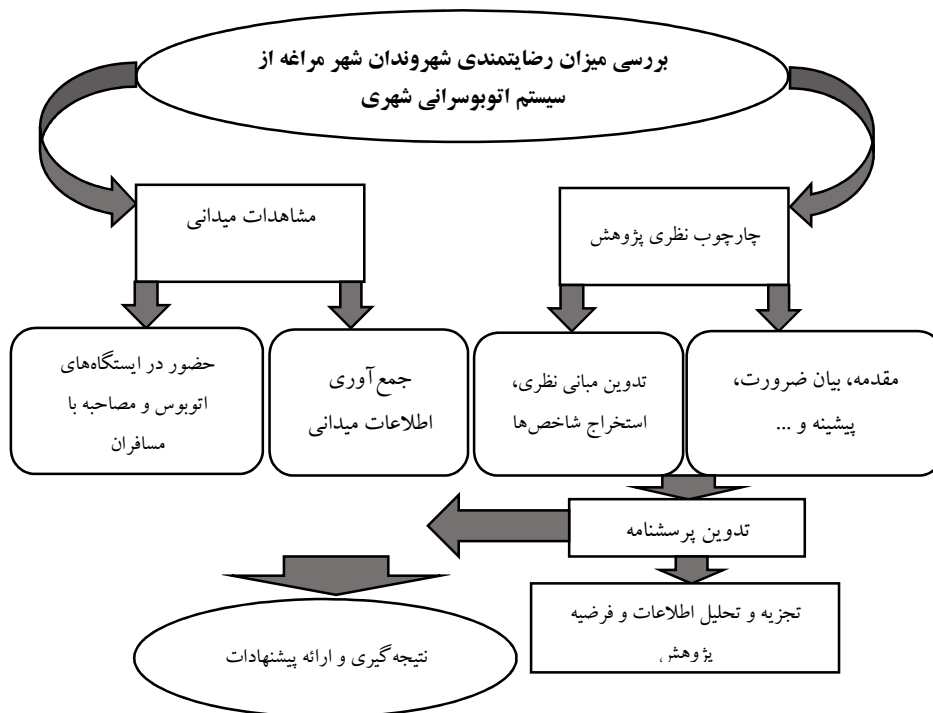 بررسی میزان رضایتمندی شهروندان شهر مراغه از
سیستم اتوبوسرانی شهری
چارچوب نظری پژوهش
مشاهدات میدانی
مقدمه، بیان ضرورت،
پیشینه و ...
تدوین مبانی نظری،
استخراج شاخص‌ها
جمع‌آوری
اطلاعات میدانی
حضور در ایستگاه‌های
اتوبوس و مصاحبه با
مسافران
تدوین پرسشنامه
تجزیه و تحلیل اطلاعات و فرضیه
پژوهش
نتیجه‌گیری و ارائه پیشنهادات